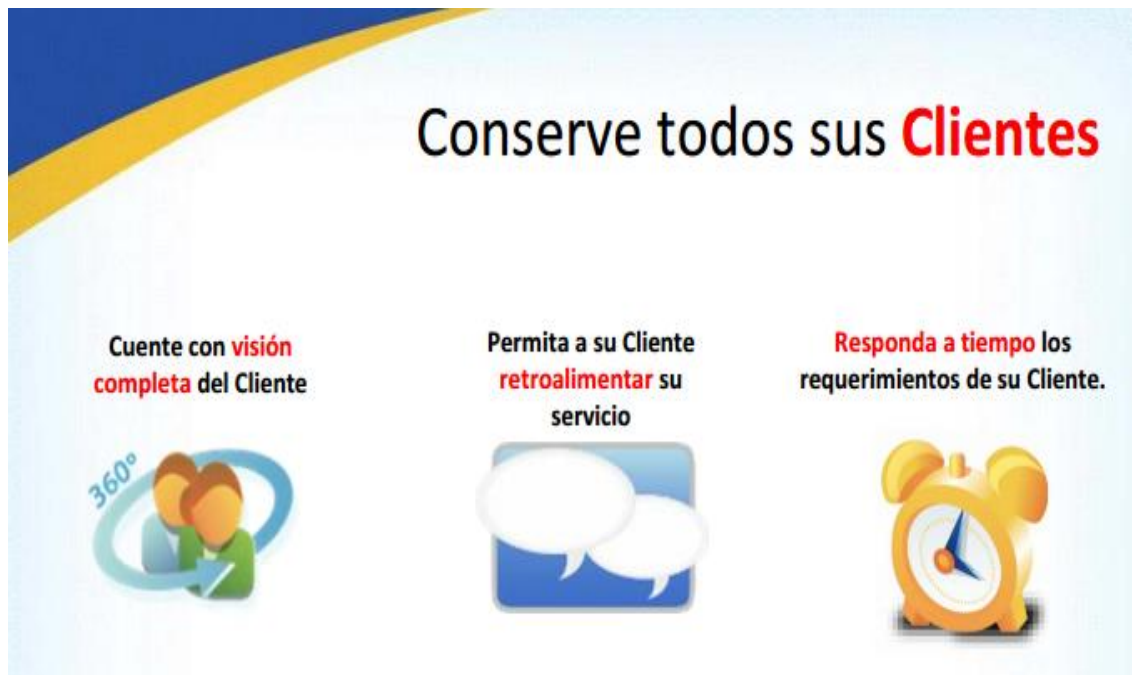 Conserve todos sus Clientes
Cuente con visión
completa del Cliente
360º
Permita a su Cliente
retroalimentar su
servicio
Responda a tiempo los
requerimientos de su Cliente.